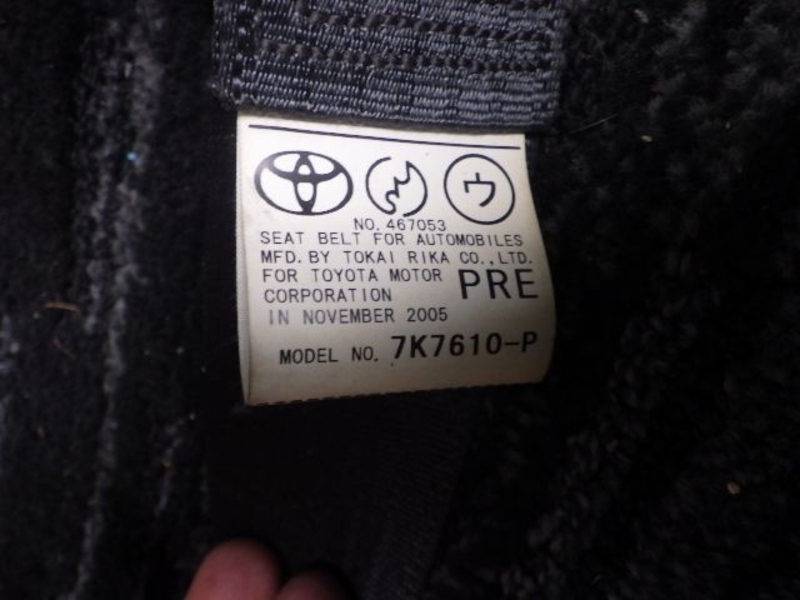 ウ
NO. 467053
SEAT BELT FOR AUTOMOBILES
MFD. BY TOKAI RIKA CO., LTD.
FOR TOYOTA MOTOR PRE
CORPORATION
IN NOVEMBER 2005
MODEL NO. 7K7610-P